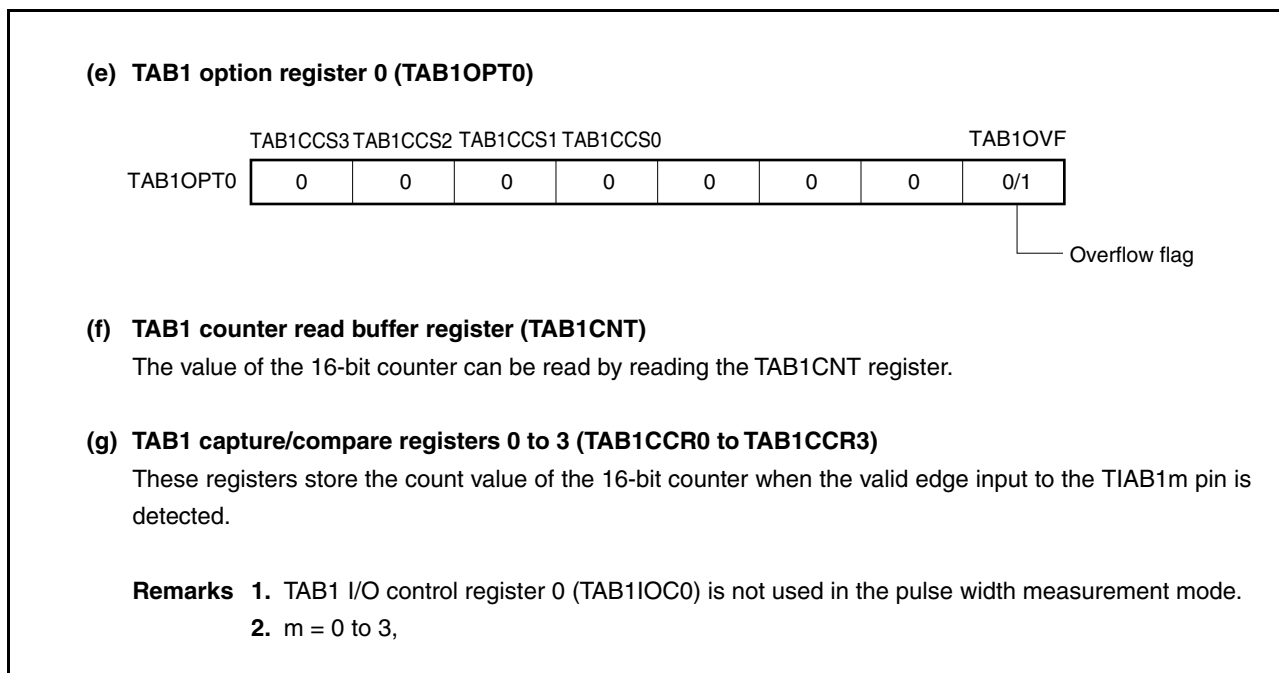 (e) TAB1 option register 0 (TAB1OPT0)
TAB1CCS3 TAB1CCS2 TAB1CCS1 TAB1CCS0 TAB1OVF
TAB1OPT0 0 0 0 0 0 0 0 0/1
Overflow flag
(f) TAB1 counter read buffer register (TAB1CNT)
The value of the 16-bit counter can be read by reading the TAB1CNT register.
(g) TAB1 capture/compare registers 0 to 3 (TAB1CCR0 to TAB1CCR3)
These registers store the count value of the 16-bit counter when the valid edge input to the TIAB1m pin is
detected.
Remarks 1. TAB1 I/O control register 0 (TAB1IOC0) is not used in the pulse width measurement mode.
2. m = 0 to 3,